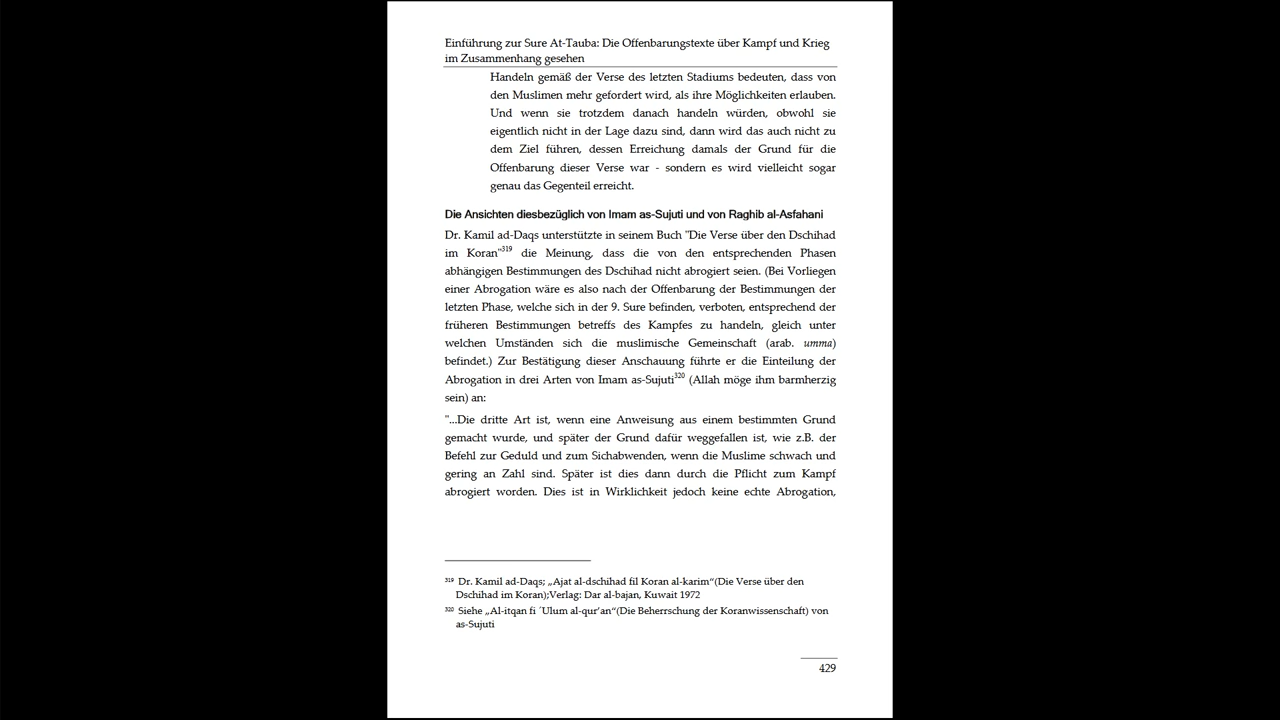 Einführung zur Sure At-Tauba: Die Offenbarungstexte über Kampf und Krieg
im Zusammenhang gesehen
Handeln gemäß der Verse des letzten Stadiums bedeuten, dass von
den Muslimen mehr gefordert wird, als ihre Möglichkeiten erlauben.
Und wenn sie trotzdem danach handeln würden, obwohl sie
eigentlich nicht in der Lage dazu sind, dann wird das auch nicht zu
dem Ziel führen, dessen Erreichung damals der Grund für die
Offenbarung dieser Verse war - sondern es wird vielleicht sogar
genau das Gegenteil erreicht.
Die Ansichten diesbezüglich von Imam as-Sujuti und von Raghib al-Asfahani
Dr. Kamil ad-Daqs unterstützte in seinem Buch "Die Verse über den Dschihad
im Koran"319 die Meinung, dass die von den entsprechenden Phasen
abhängigen Bestimmungen des Dschihad nicht abrogiert seien. (Bei Vorliegen
einer Abrogation wäre es also nach der Offenbarung der Bestimmungen der
letzten Phase, welche sich in der 9. Sure befinden, verboten, entsprechend der
früheren Bestimmungen betreffs des Kampfes zu handeln, gleich unter
welchen Umständen sich die muslimische Gemeinschaft (arab. umma)
befindet.) Zur Bestätigung dieser Anschauung führte er die Einteilung der
Abrogation in drei Arten von Imam as-Sujuti320 (Allah möge ihm barmherzig
sein) an:
"...Die dritte Art ist, wenn eine Anweisung aus einem bestimmten Grund
gemacht wurde, und später der Grund dafür weggefallen ist, wie z.B. der
Befehl zur Geduld und zum Sichabwenden, wenn die Muslime schwach und
gering an Zahl sind. Später ist dies dann durch die Pflicht zum Kampf
abrogiert worden. Dies ist in Wirklichkeit jedoch keine echte Abrogation,
319 Dr. Kamil ad-Daqs; „Ajat al-dschihad fil Koran al-karim“(Die Verse über den
Dschihad im Koran);Verlag: Dar al-bajan, Kuwait 1972
320 Siehe „Al-itqan fi ´Ulum al-qur'an“(Die Beherrschung der Koranwissenschaft) von
as-Sujuti
429